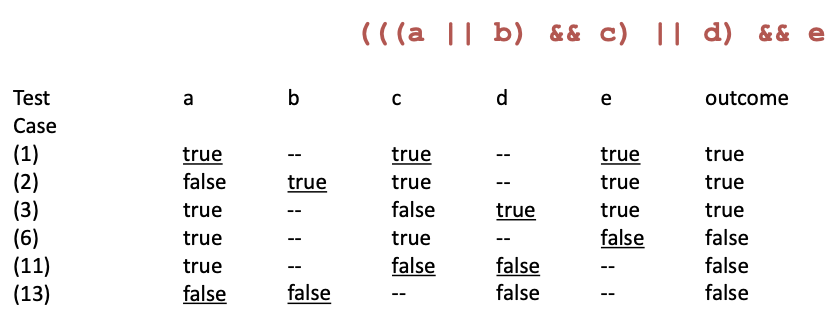 (((a || b) && c) || d) && e
Test a b c d e outcome
Case
(1) true -- true -- true true
(2) false true true -- true true
(3) true -- false true true true
(6) true -- true -- false false
(11) true -- false false -- false
(13) false false -- false -- false